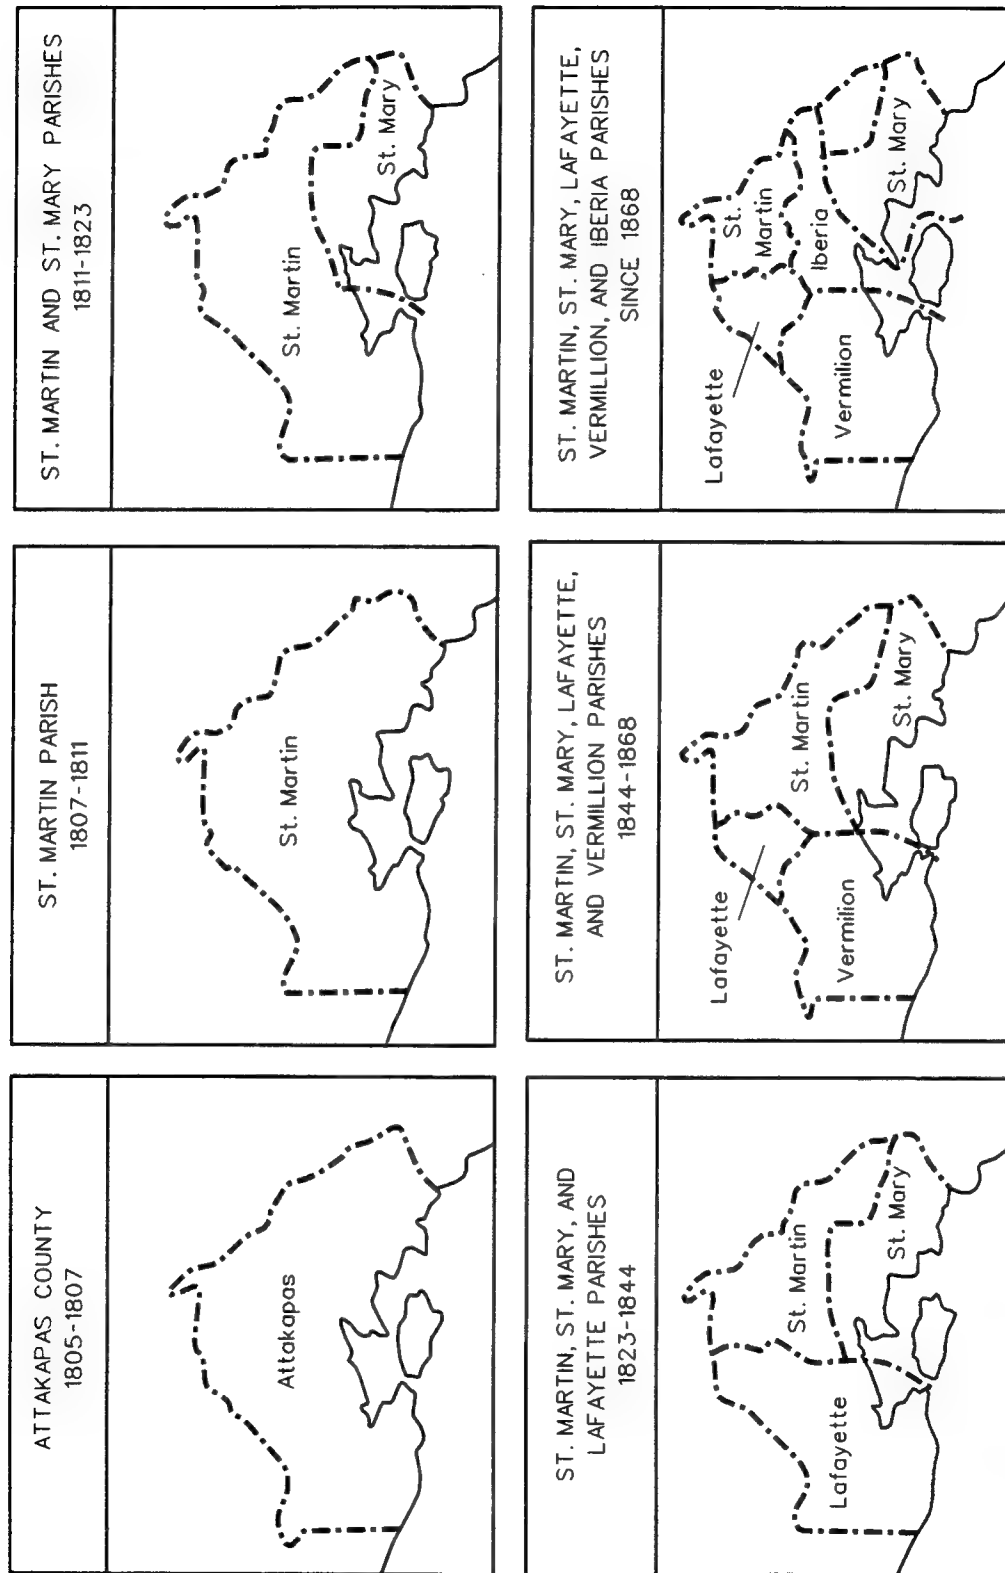 ATTAKAPAS COUNTY
1805-1807
Attakapas
ST. MARTIN PARISH
1807-1811
St. Martin
ST. MARTIN AND ST. MARY PARISHES
1811-1823
St. Martin
St. Mary
ST. MARTIN, ST. MARY, AND
LAFAYETTE PARISHES
1823-1844
Lafayette
St. Martin
St. Mary
ST. MARTIN, ST. MARY, LAFAYETTE,
AND VERMILLION PARISHES
1844-1868
Lafayette
Vermilion
St. Martin
St. Mary
ST. MARTIN, ST. MARY, LAFAYETTE,
VERMILLION, AND IBERIA PARISHES
SINCE 1868
Lafayette
Vermilion
St.
Martin
Iberia
St. Mary